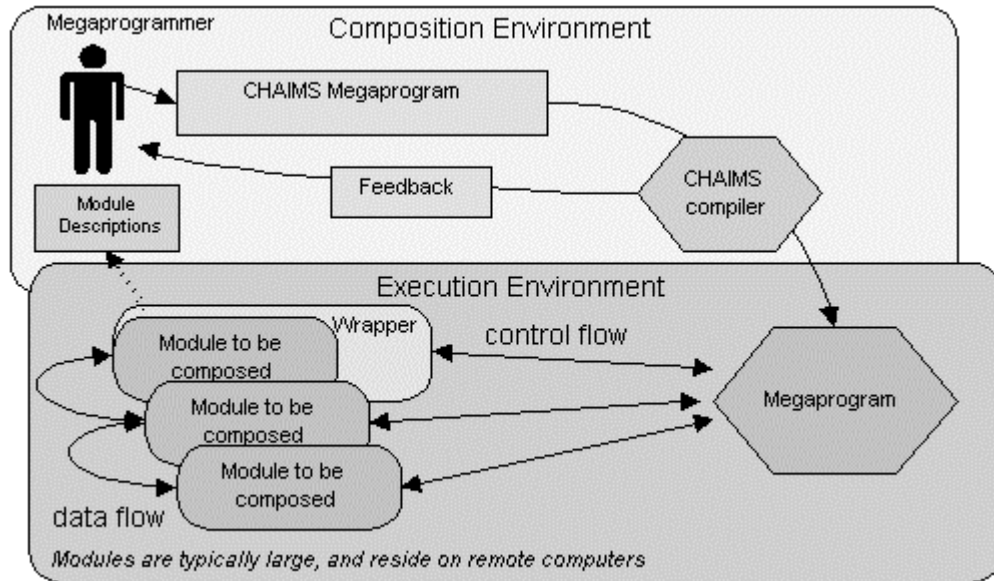 Megaprogrammer
Composition Environment
CHAIMS Megaprogram
Feedback
CHAIMS
compiler
Module
Descriptions
Execution Environment
Wrapper
Module to be
composed
control flow
Module to be
composed
Megaprogram
Module to be
composed
data flow
Modules are typically large, and reside on remote computers